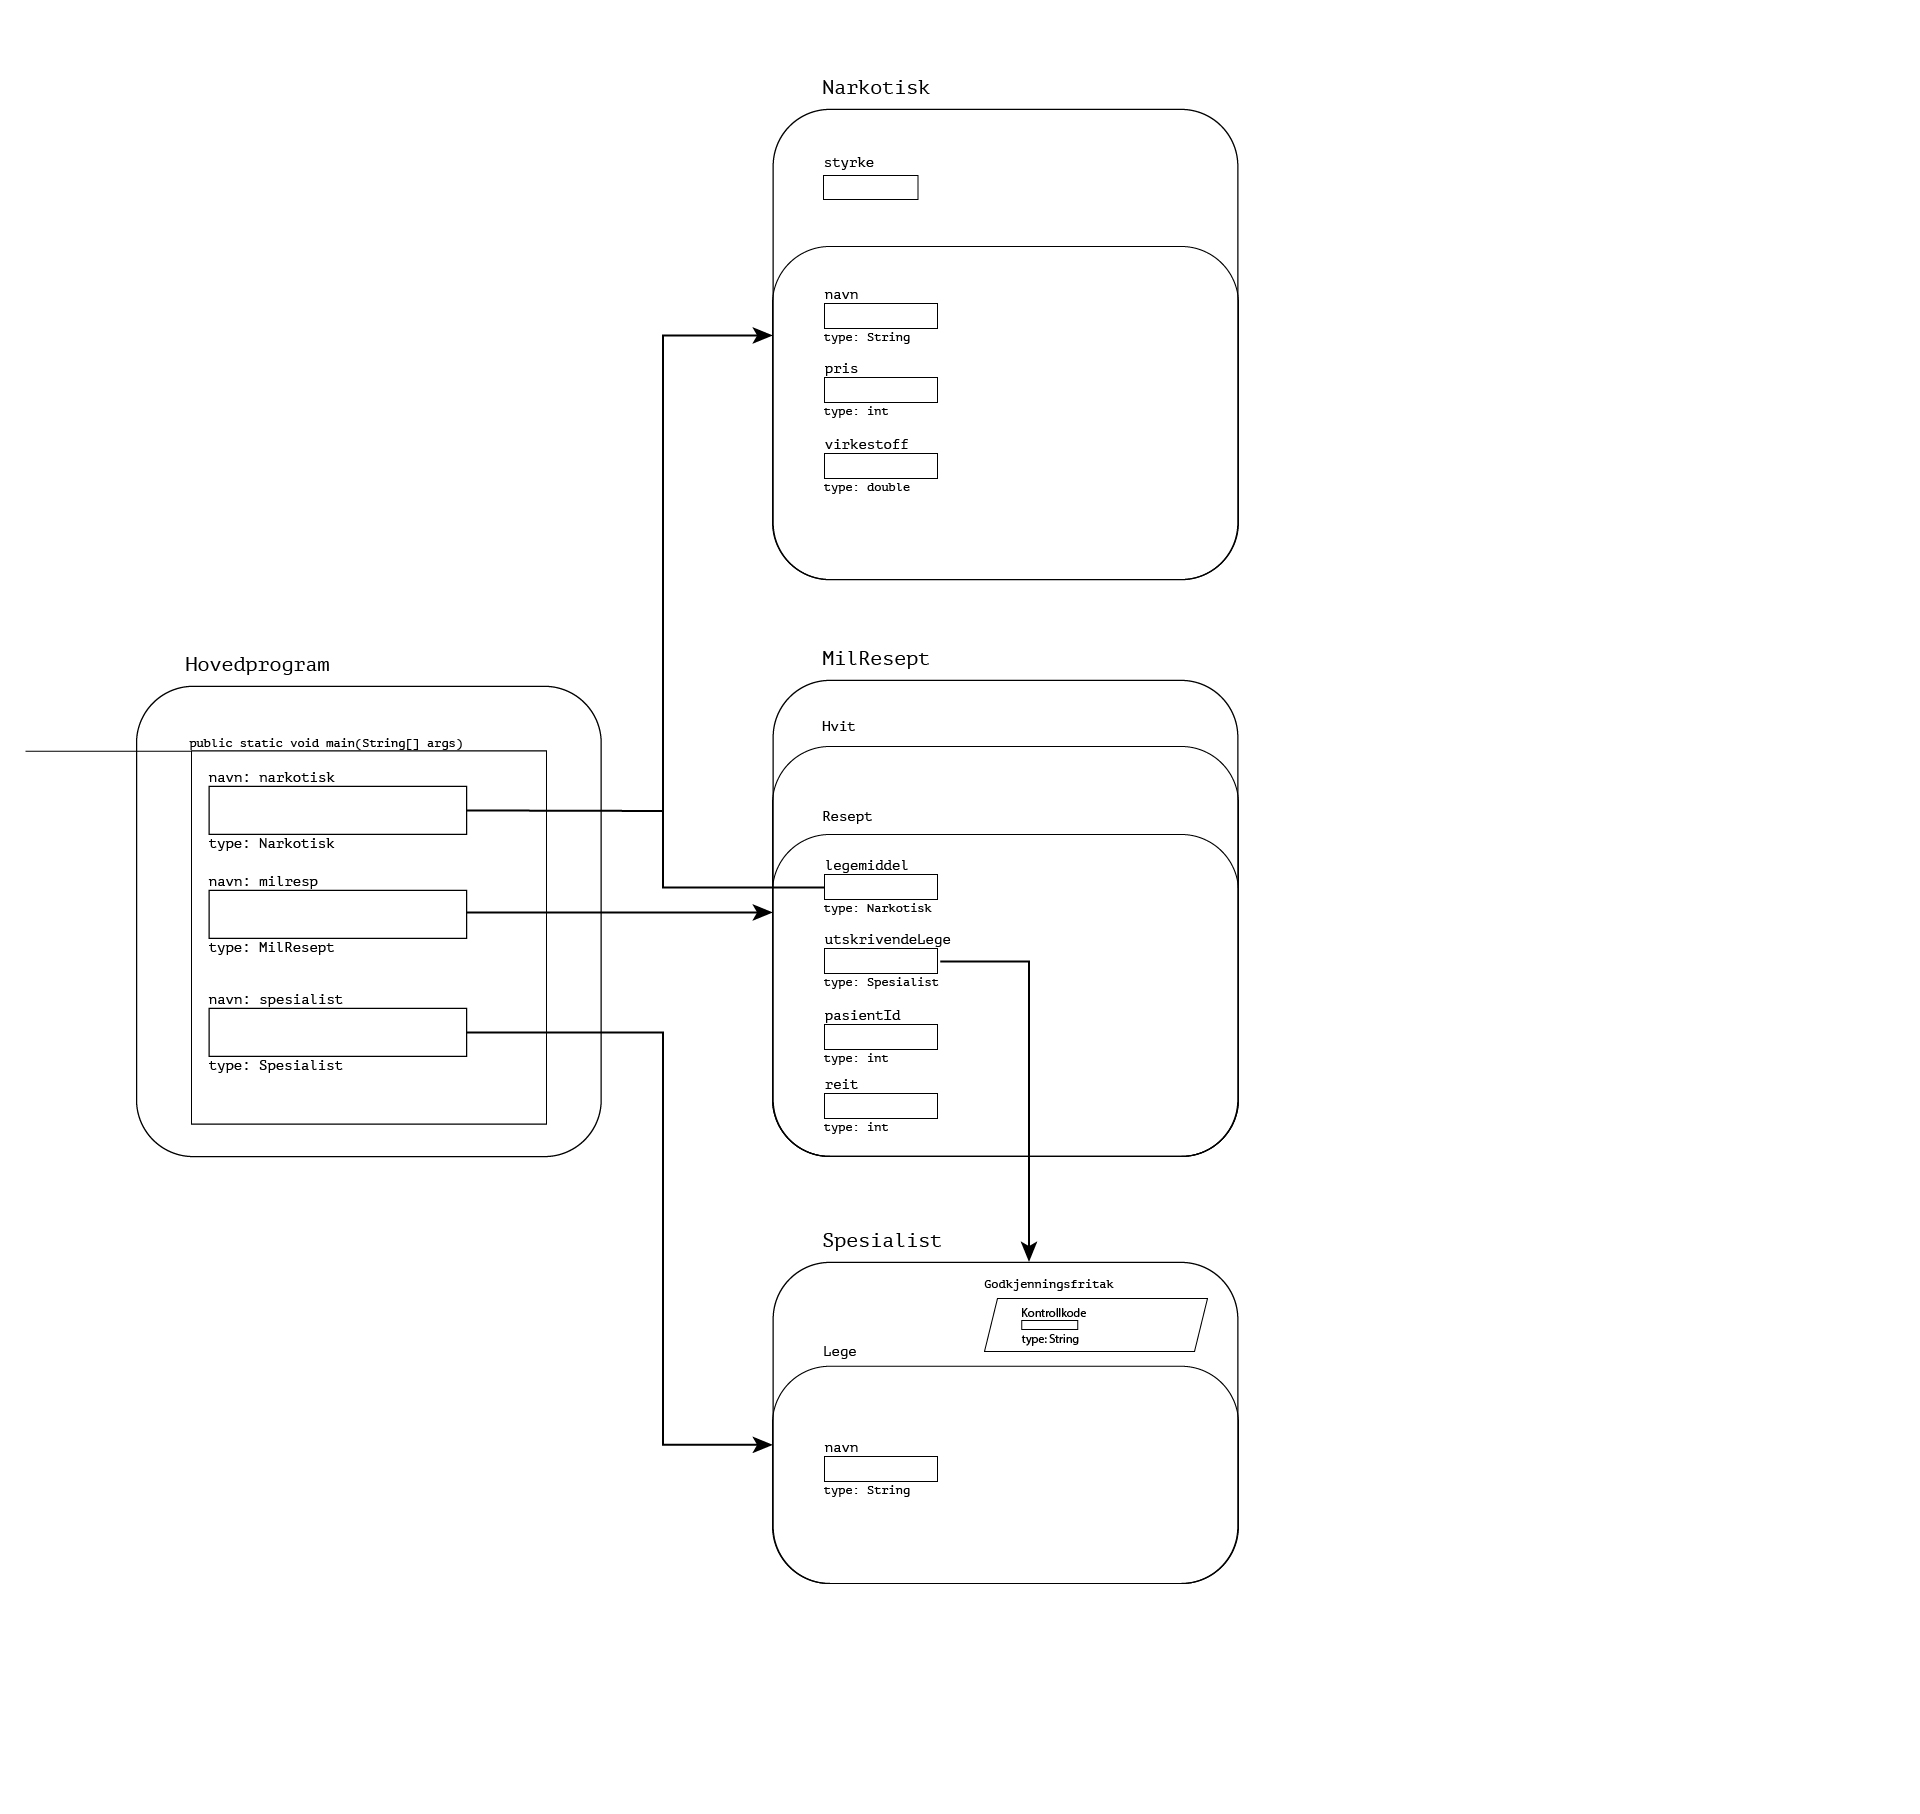 Narkotisk
styrke
navn
type: String
pris
type: int
virkestoff
type: double
Hovedprogram
public static void main(String[] args)
navn: narkotisk
type: Narkotisk
navn: milresp
type: MilResept
navn: spesialist
type: Spesialist
MilResept
Hvit
Resept
legemiddel
type: Narkotisk
utskrivendeLege
type: Spesialist
pasientId
type: int
reit
type: int
Spesialist
Godkjenningsfritak
Kontrollkode
type: String
Lege
navn
type: String